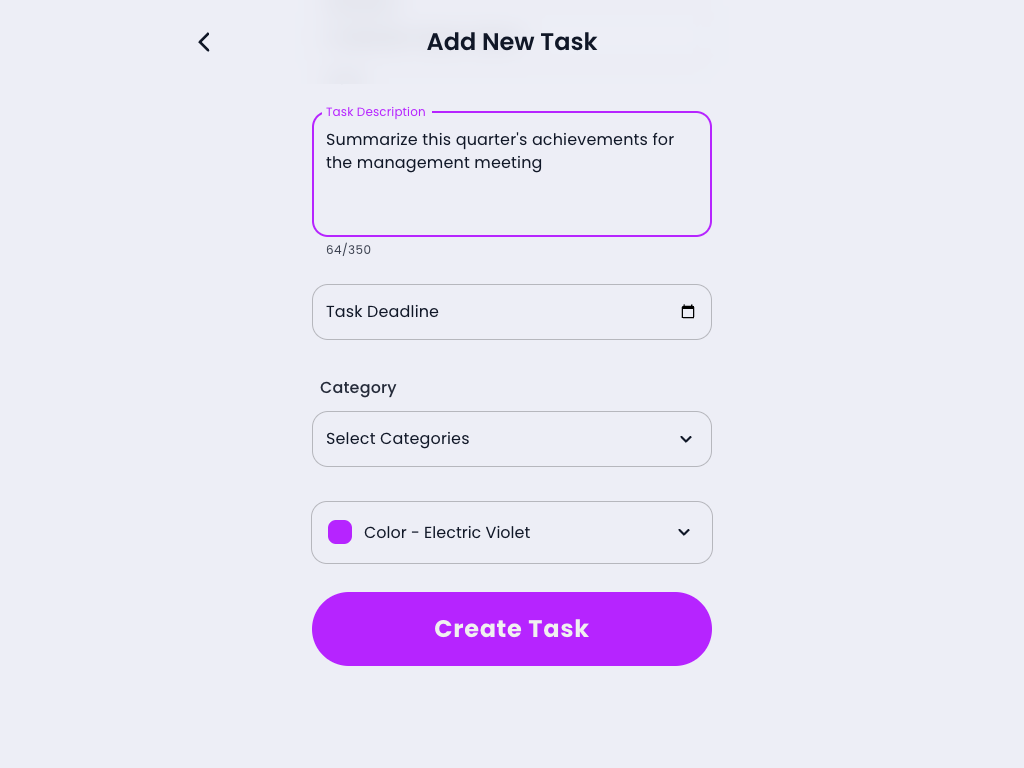 Add New Task
Task Description
Summarize this quarter's achievements for
the management meeting
64/350
Task Deadline
Category
Select Categories
Color - Electric Violet
Create Task